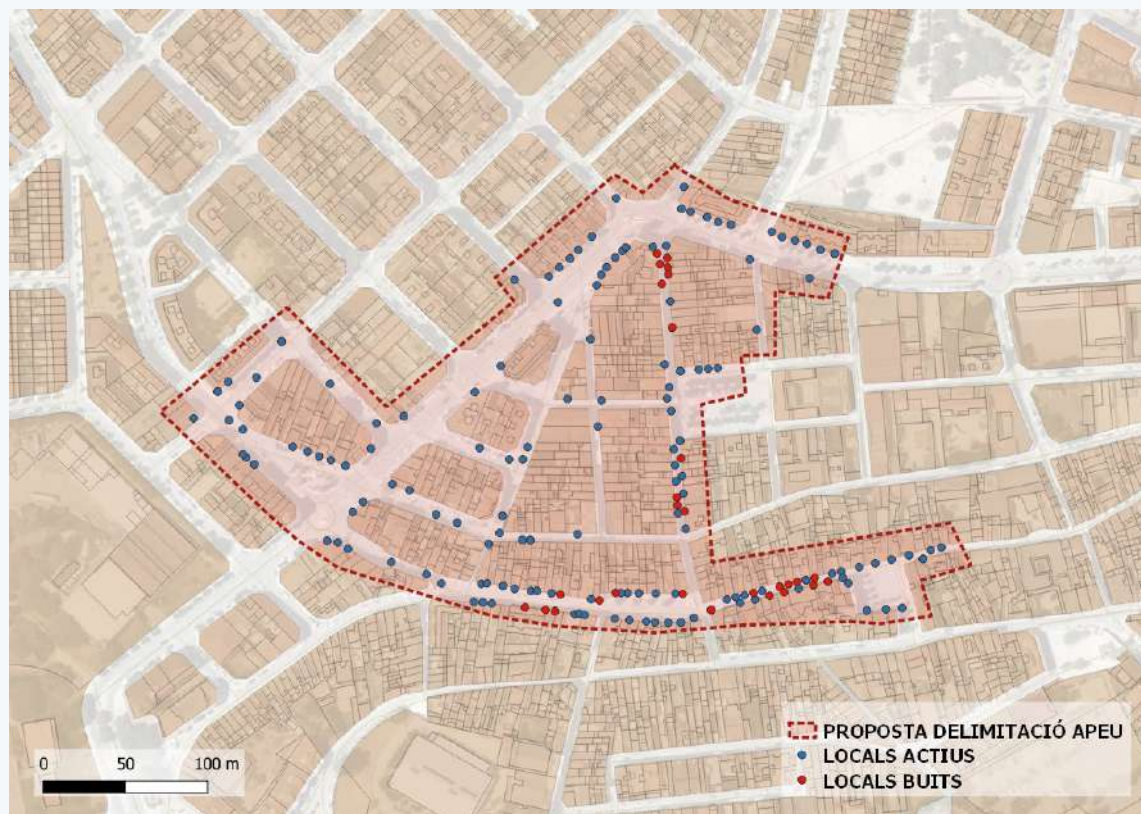 0 50 100 m
PROPOSTA DELIMITACIÓ APEU
LOCALS ACTIUS
LOCALS BUITS